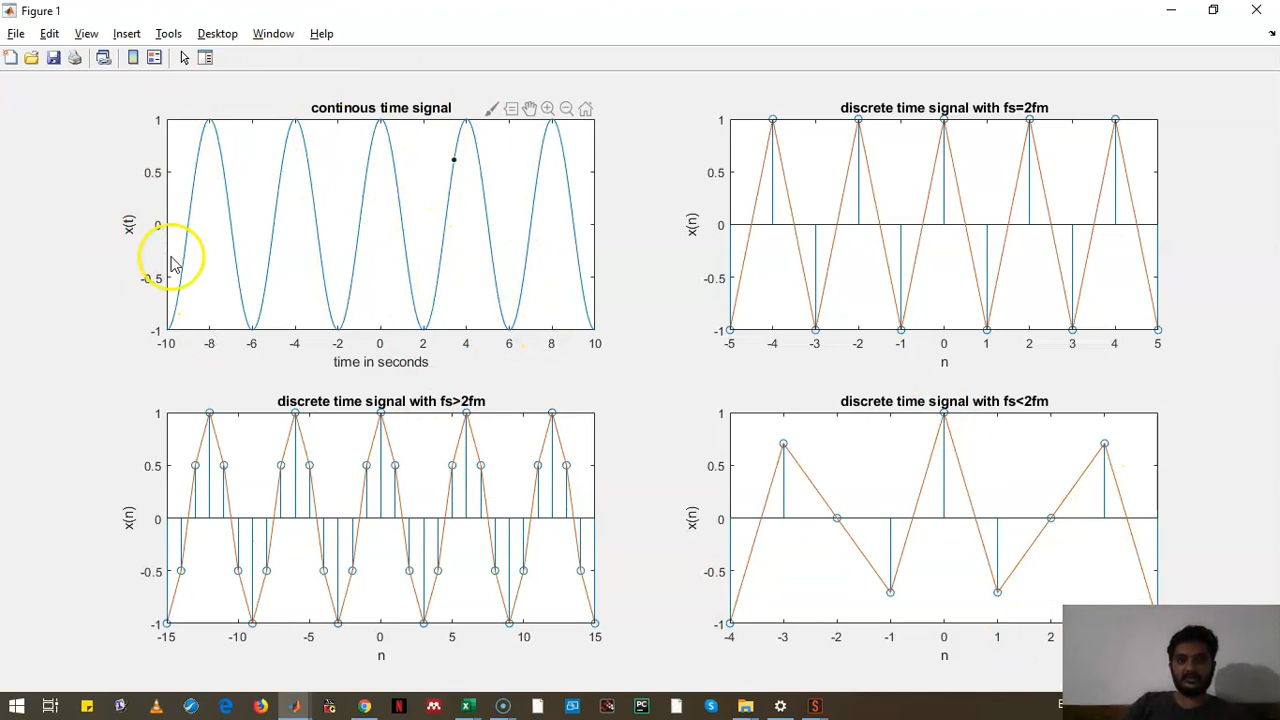 Figure 1
File Edit View Insert Tools Desktop Window Help
continous time signal
1
0.5
0
-0.5
-1
x(t)
-10 -8 -6 -4 -2 0 2 4 6 8 10
time in seconds
discrete time signal with fs=2fm
1
0.5
0
-0.5
-1
x(n)
-5 -4 -3 -2 -1 0 1 2 3 4 5
n
discrete time signal with fs>2fm
1
0.5
0
-0.5
-1
x(n)
-15 -10 -5 0 5 10 15
n
discrete time signal with fs<2fm
1
0.5
0
-0.5
-1
x(n)
-4 -3 -2 -1 0 1 2
n
PC